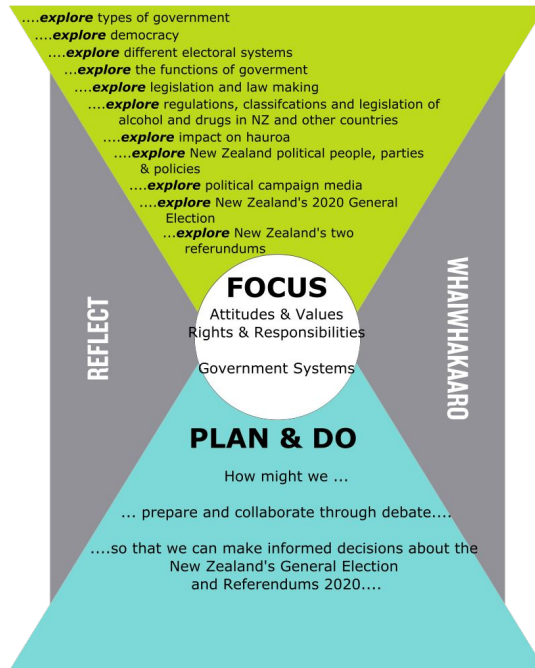 ....explore types of government
....explore democracy
....explore different electoral systems
...explore the functions of goverment
....explore legislation and law making
....explore regulations, classifcations and legislation of
alcohol and drugs in NZ and other countries
....explore impact on hauroa
....explore New Zealand political people, parties
& policies
....explore political campaign media
....explore New Zealand's 2020 General
Election
...explore New Zealand's two
referundums
FOCUS
Attitudes & Values
Rights & Responsibilities
Government Systems
REFLECT
WHAIWHAKAARO
PLAN & DO
How might we ...
... prepare and collaborate through debate....
....so that we can make informed decisions about the
New Zealand's General Election
and Referendums 2020....